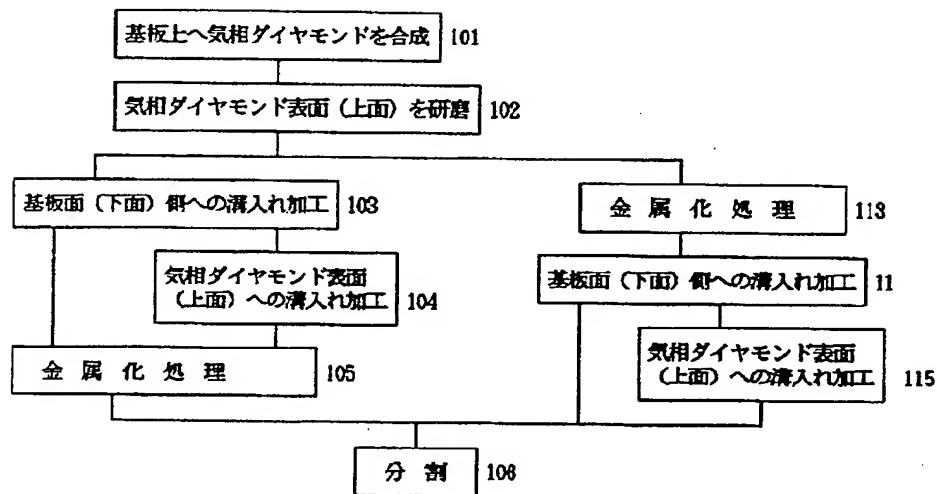 基板上へ気相ダイヤモンドを合成 101
気相ダイヤモンド表面(上面)を研磨 102
基板面(下面)側への溝入れ加工 103
金属化処理 113
気相ダイヤモンド表面
(上面)への溝入れ加工 104
基板面(下面)側への溝入れ加工 11
金属化処理 105
気相ダイヤモンド表面
(上面)への溝入れ加工 115
分割 106